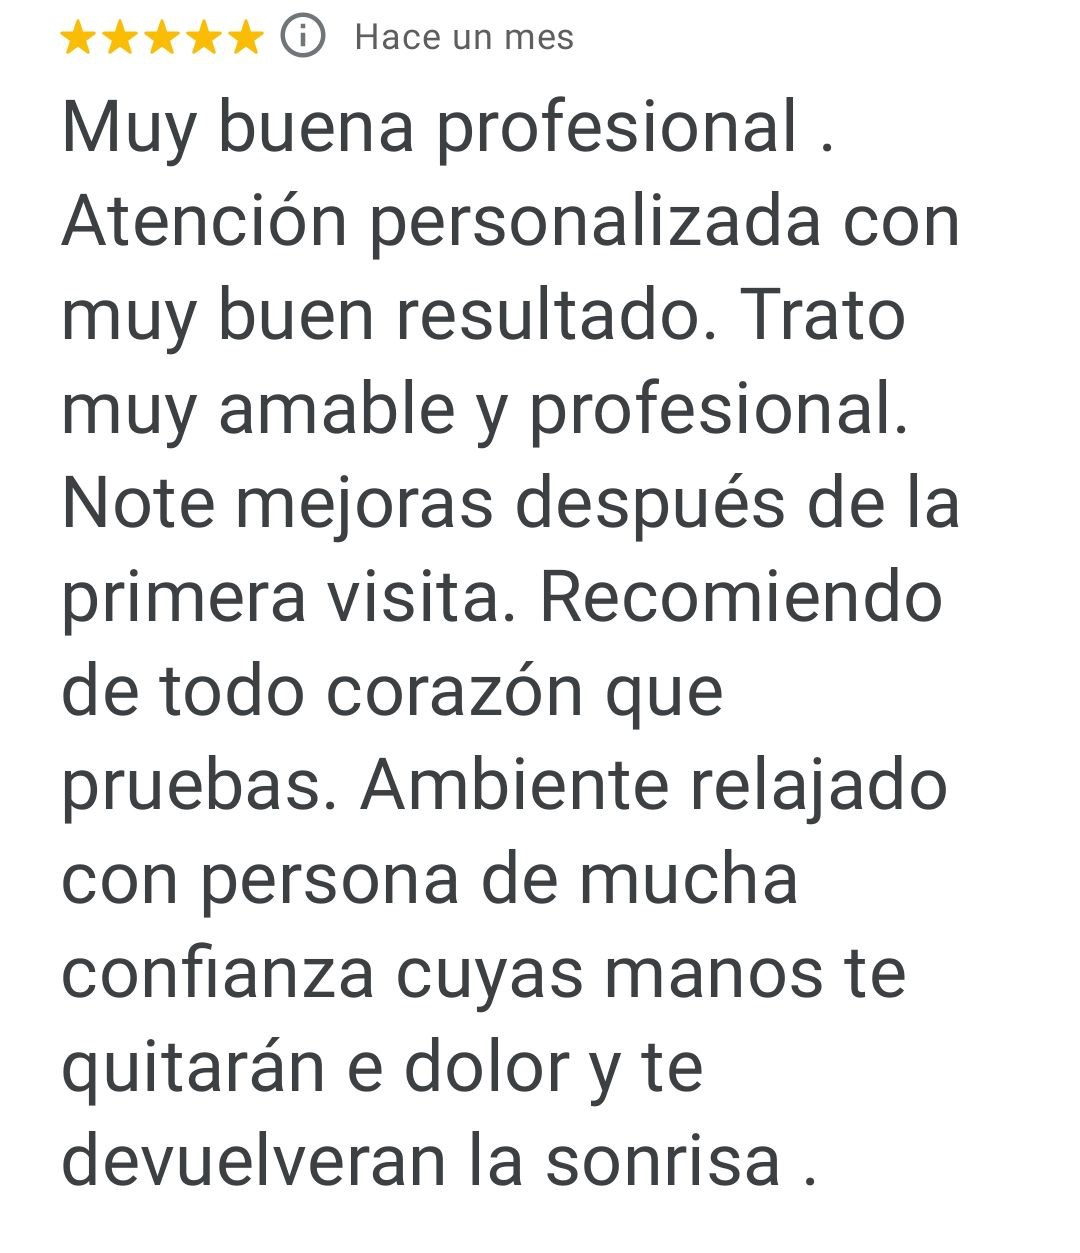 Hace un mes
Muy buena profesional .
Atención personalizada con
muy buen resultado. Trato
muy amable y profesional.
Note mejoras después de la
primera visita. Recomiendo
de todo corazón que
pruebas. Ambiente relajado
con persona de mucha
confianza cuyas manos te
quitarán e dolor y te
devuelveran la sonrisa .